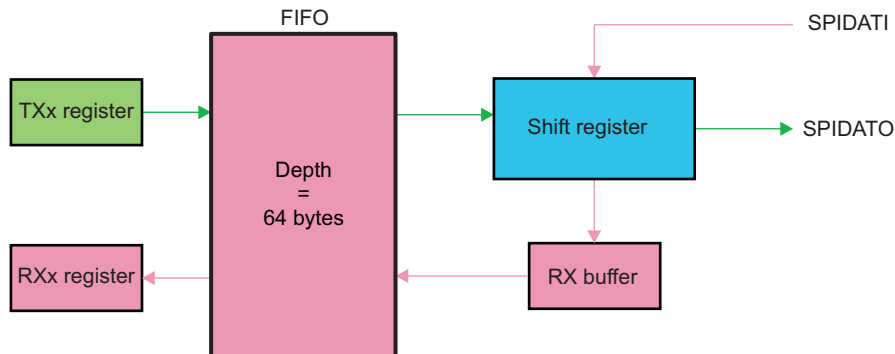 FIFO
SPIDATI
TXx register
Shift register
SPIDATO
Depth
=
64 bytes
RXx register
RX buffer